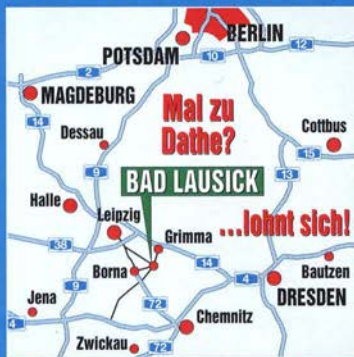 BERLIN
POTSDAM
10
12
2
MAGDEBURG
Mal zu
Dathe?
14
Dessau
Cottbus
15
9
13
BAD LAUSICK
Halle
Leipzig
...lohnt sich!
Grimma
38
14
Borna
Bautzen
4
DRESDEN
Jena
9
72
4
Chemnitz
Zwickau
72